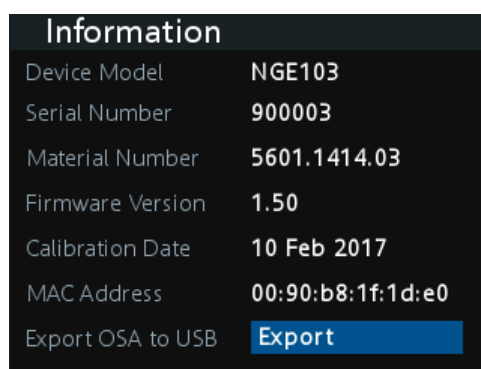 Information
Device Model NGE103
Serial Number 900003
Material Number 5601.1414.03
Firmware Version 1.50
Calibration Date 10 Feb 2017
MAC Address 00:90:b8:1f:1d:e0
Export OSA to USB Export